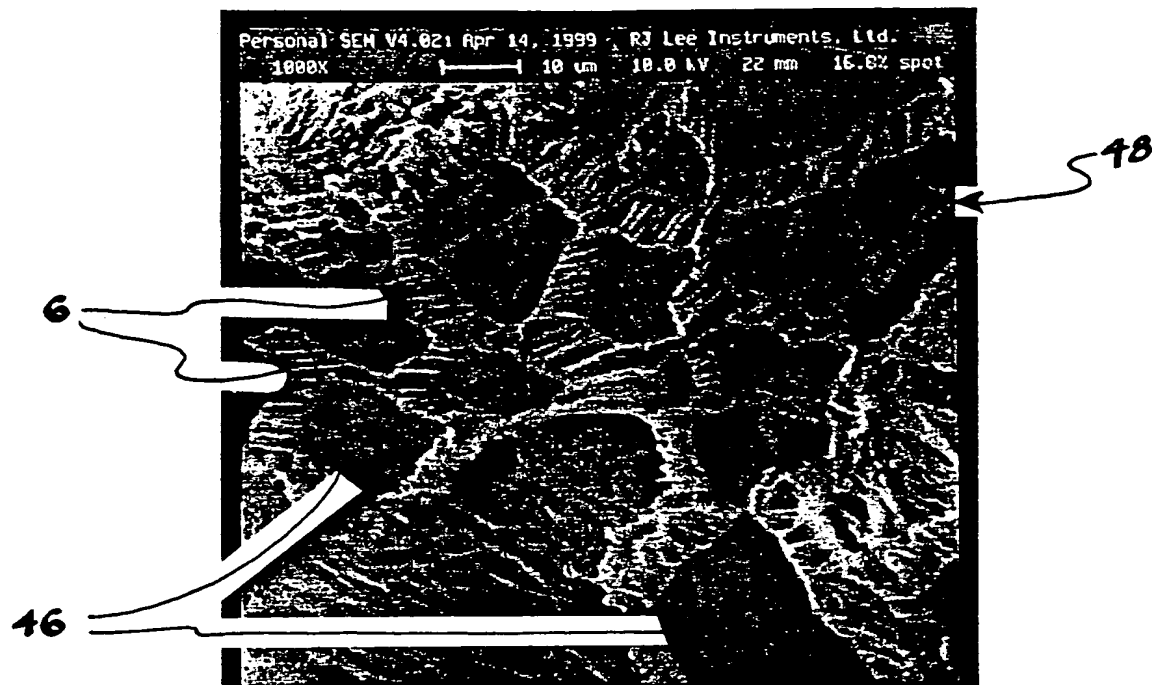 Personal SEM V4.02i Apr 14, 1999 RJ Lee Instruments, Ltd.
1000X 10 um 10.0 kV 22 mm 16.8% spot
48
6
46